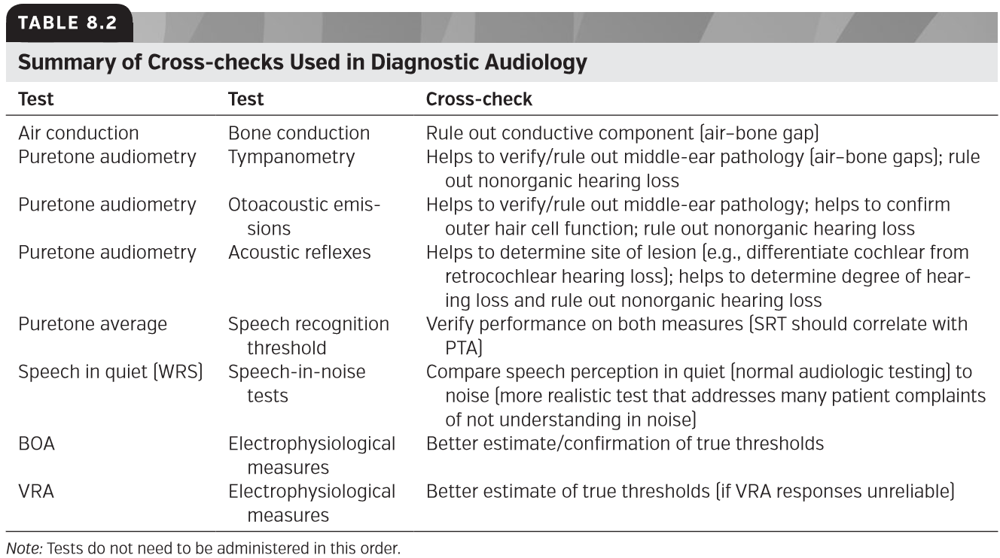 TABLE 8.2
Summary of Cross-checks Used in Diagnostic Audiology
Test Test Cross-check
Air conduction Bone conduction Rule out conductive component (air–bone gap)
Puretone audiometry Tympanometry Helps to verify/rule out middle-ear pathology (air–bone gaps); rule
out nonorganic hearing loss
Puretone audiometry Otoacoustic emis- Helps to verify/rule out middle-ear pathology; helps to confirm
sions outer hair cell function; rule out nonorganic hearing loss
Puretone audiometry Acoustic reflexes Helps to determine site of lesion (e.g., differentiate cochlear from
retrocochlear hearing loss); helps to determine degree of hear-
ing loss and rule out nonorganic hearing loss
Puretone average Speech recognition Verify performance on both measures (SRT should correlate with
threshold PTA)
Speech in quiet (WRS) Speech-in-noise Compare speech perception in quiet (normal audiologic testing) to
tests noise (more realistic test that addresses many patient complaints
of not understanding in noise)
BOA Electrophysiological Better estimate/confirmation of true thresholds
measures
VRA Electrophysiological Better estimate of true thresholds (if VRA responses unreliable)
measures
Note: Tests do not need to be administered in this order.